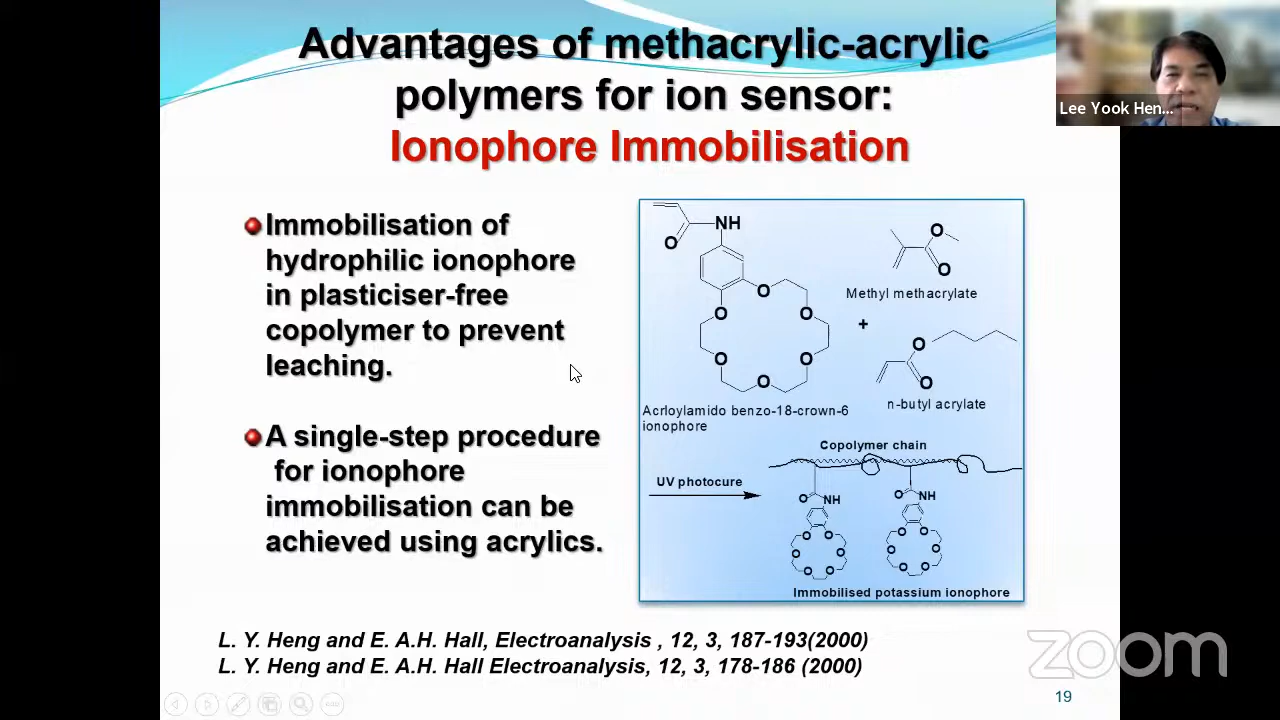 Advantages of methacrylic-acrylic
polymers for ion sensor:
Ionophore Immobilisation
Lee Yook Hen...
Immobilisation of
hydrophilic ionophore
in plasticiser-free
copolymer to prevent
leaching.
A single-step procedure
for ionophore
immobilisation can be
achieved using acrylics.
NH
O
O
O
O
O
O
O
O
O
Methyl methacrylate
+
O
O
n-butyl acrylate
Acrloylamido benzo-18-crown-6
ionophore
Copolymer chain
UV photocure
O NH
O NH
O O
O O
O O
O O
O O
O O
Immobilised potassium ionophore
L. Y. Heng and E. A.H. Hall, Electroanalysis , 12, 3, 187-193(2000)
L. Y. Heng and E. A.H. Hall Electroanalysis, 12, 3, 178-186 (2000)
zoom
19